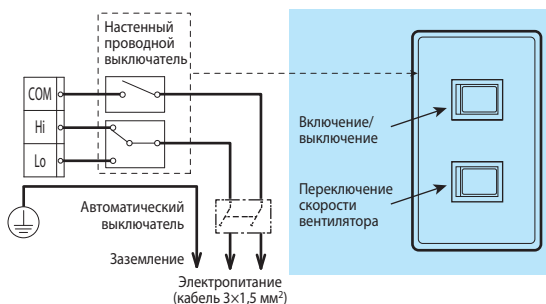 Настенный
проводной
выключатель
COM
Hi
Lo
Автоматический
выключатель
Заземление
Электропитание
(кабель 3×1,5 мм²)
Включение/
выключение
Переключение
скорости
вентилятора